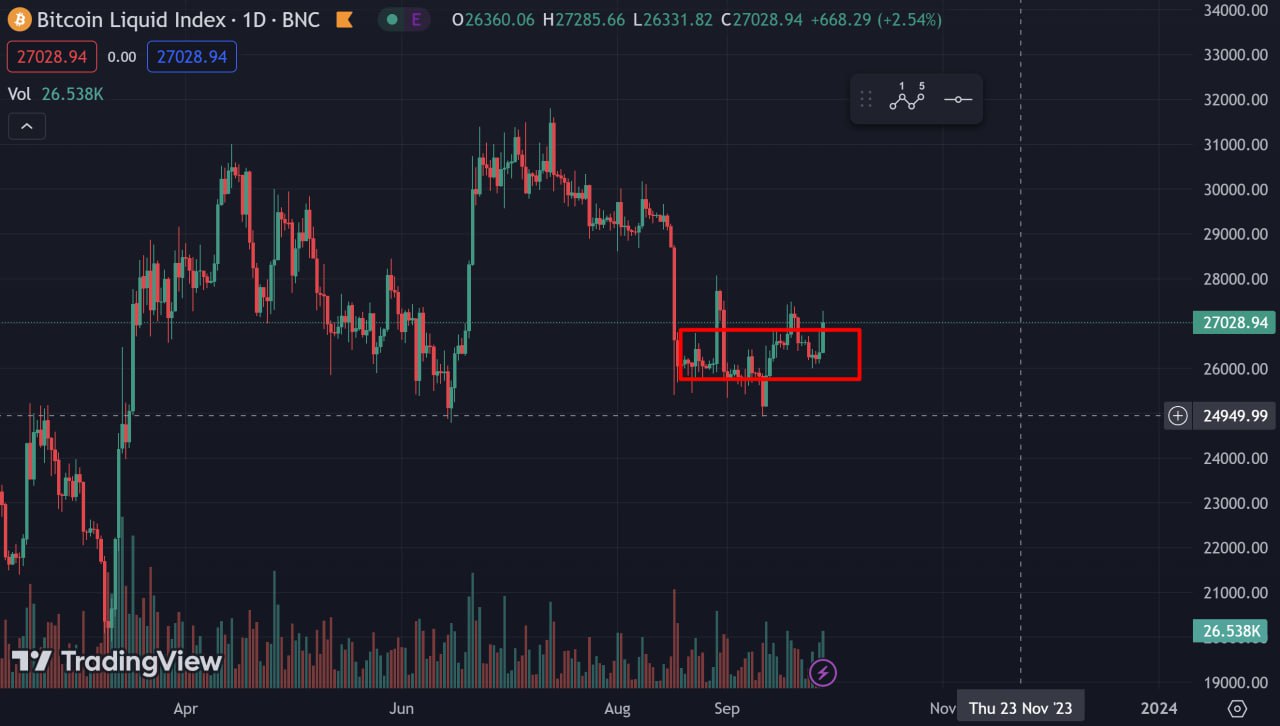 Bitcoin Liquid Index · 1D · BNC E O26360.06 H27285.66 L26331.82 C27028.94 +668.29 (+2.54%)
27028.94 0.00 27028.94
Vol 26.538K
1 5
34000.00
33000.00
32000.00
31000.00
30000.00
29000.00
28000.00
27028.94
26000.00
24949.99
24000.00
23000.00
22000.00
21000.00
26.538K
19000.00
TradingView
Apr Jun Aug Sep Nov Thu 23 Nov '23 2024